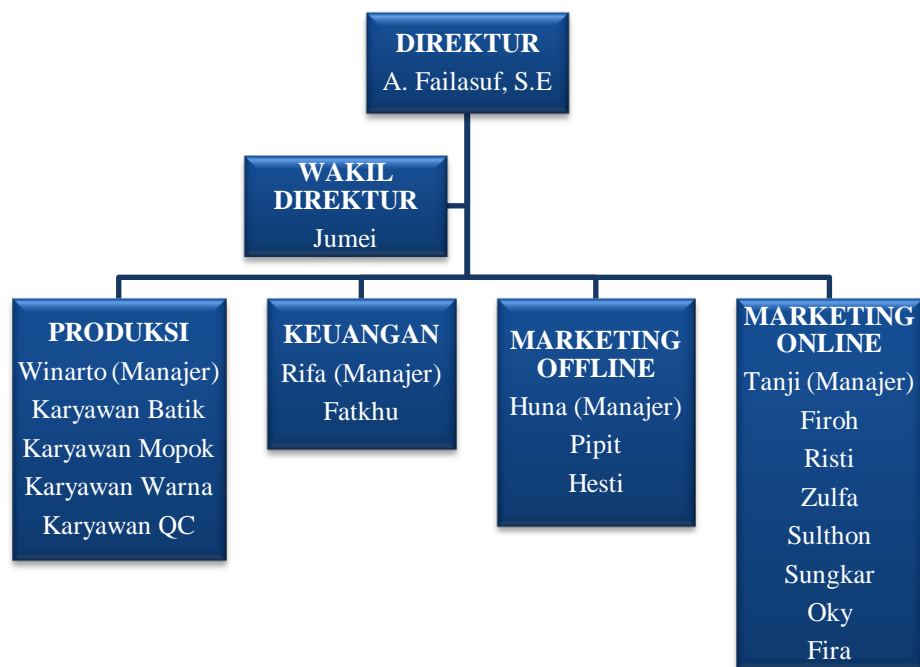 DIREKTUR
A. Failasuf, S.E
WAKIL
DIREKTUR
Jumei
PRODUKSI
Winarto (Manajer)
Karyawan Batik
Karyawan Mopok
Karyawan Warna
Karyawan QC
KEUANGAN
Rifa (Manajer)
Fatkhu
MARKETING
OFFLINE
Huna (Manajer)
Pipit
Hesti
MARKETING
ONLINE
Tanji (Manajer)
Firoh
Risti
Zulfa
Sulthon
Sungkar
Oky
Fira